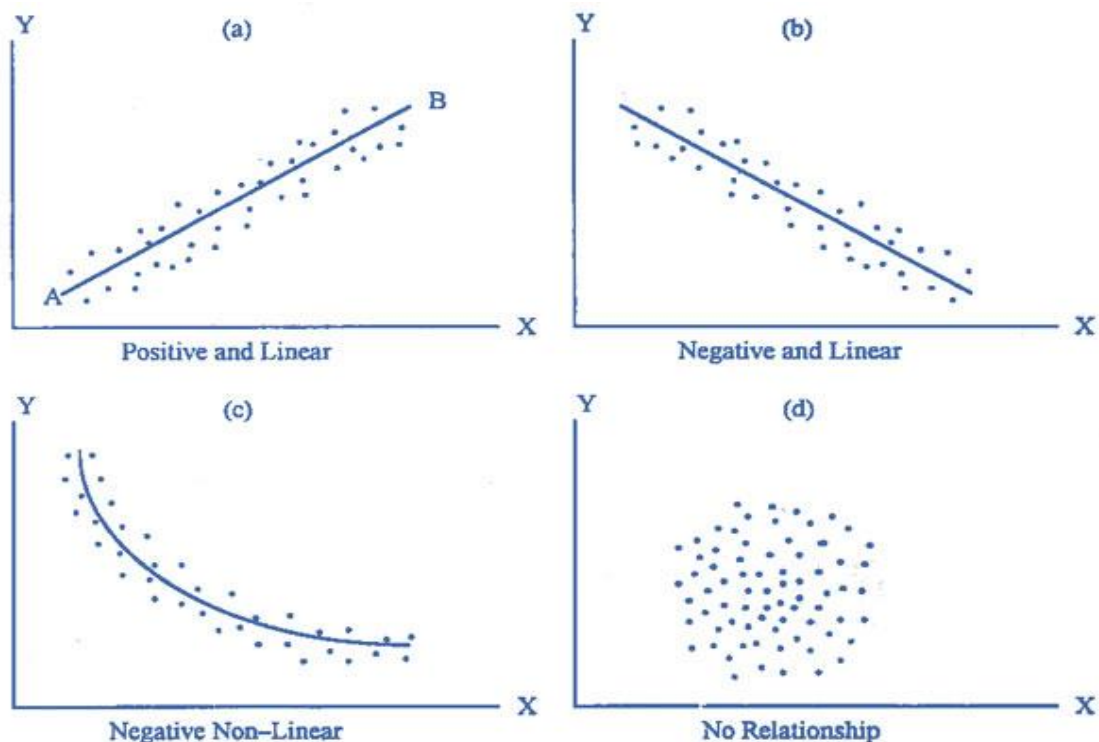 Y
(a)
B
A
X
Positive and Linear
Y
(b)
X
Negative and Linear
Y
(c)
X
Negative Non-Linear
Y
(d)
X
No Relationship